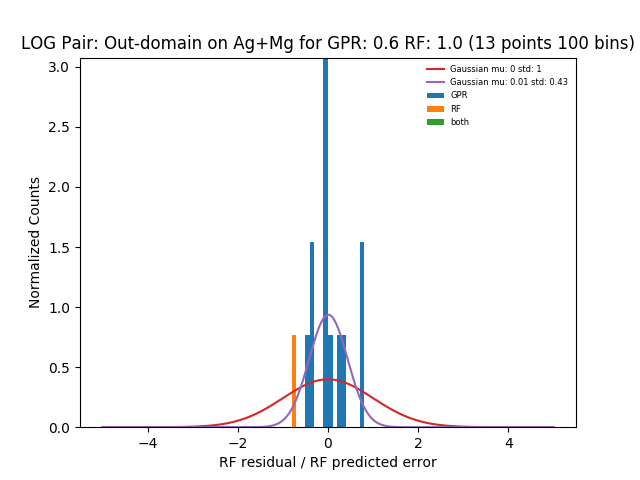 LOG Pair: Out-domain on Ag+Mg for GPR: 0.6 RF: 1.0 (13 points 100 bins)
Gaussian mu: 0 std: 1
Gaussian mu: 0.01 std: 0.43
GPR
RF
both
Normalized Counts
3.0
2.5
2.0
1.5
1.0
0.5
0.0
−4
−2
0
2
4
RF residual / RF predicted error